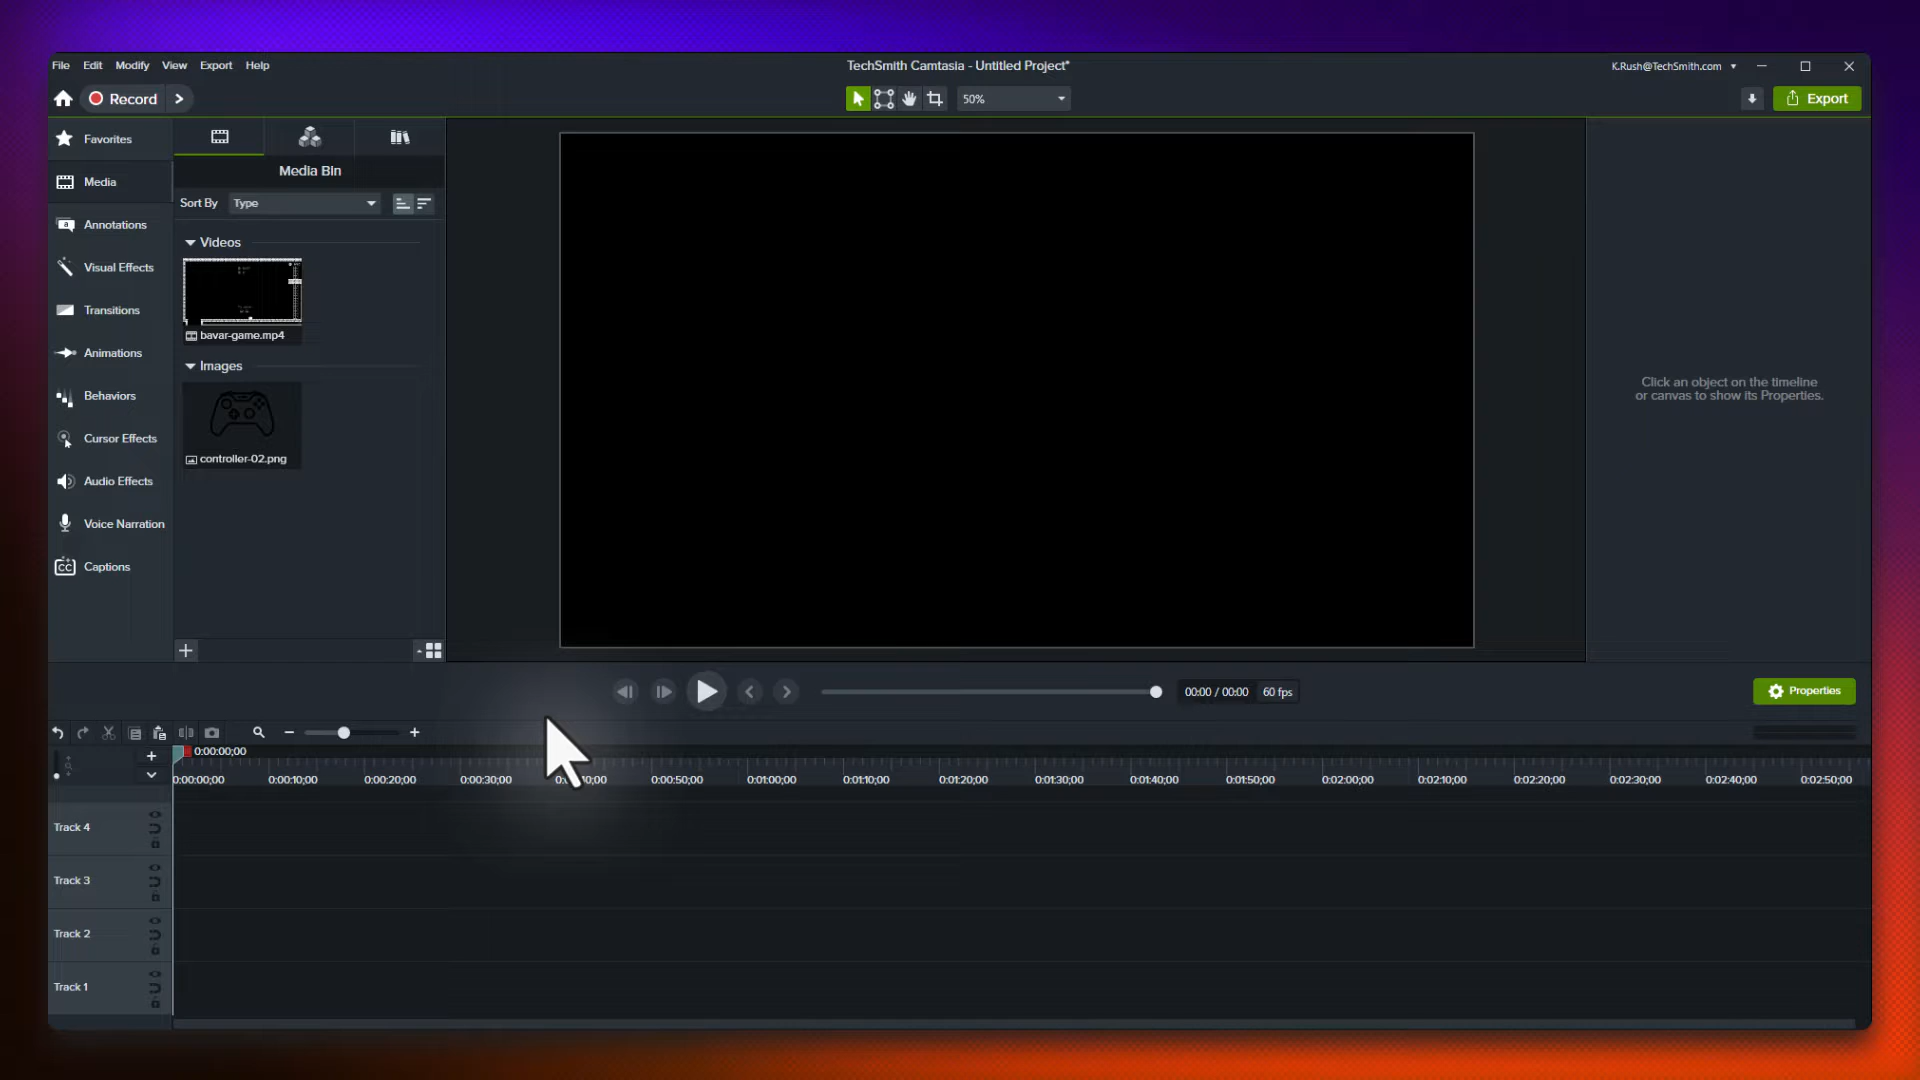 File Edit Modify View Export Help
TechSmith Camtasia - Untitled Project*
K.Rush@TechSmith.com
Record
50%
Export
Favorites
Media
Annotations
Visual Effects
Transitions
Animations
Behaviors
Cursor Effects
Audio Effects
Voice Narration
CC Captions
Media Bin
Sort By Type
Videos
bavar-game.mp4
Images
controller-02.png
Click an object on the timeline
or canvas to show its Properties.
00:00 / 00:00 60 fps
Properties
0:00:00;00
0:00:00;00 0:00:10;00 0:00:20;00 0:00:30;00 0:00:50;00 0:01:00;00 0:01:10;00 0:01:20;00 0:01:30;00 0:01:40;00 0:01:50;00 0:02:00;00 0:02:10;00 0:02:20;00 0:02:30;00 0:02:40;00 0:02:50;00
Track 4
Track 3
Track 2
Track 1